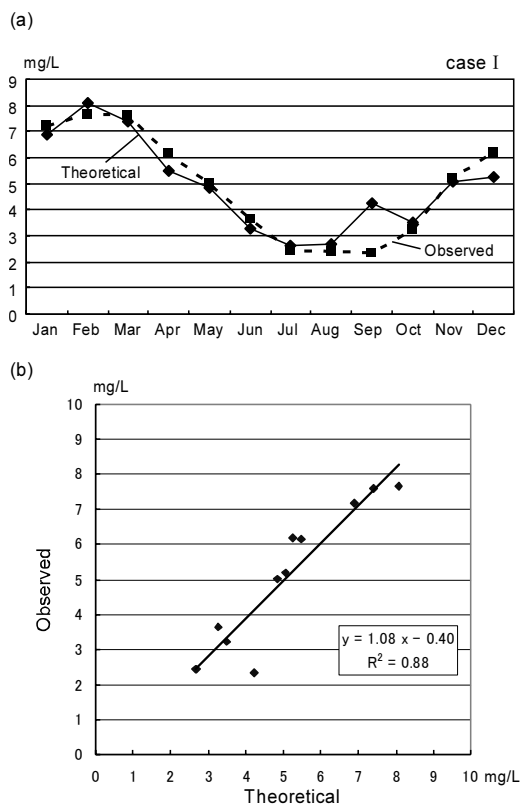 (a)
mg/L
case I
9
8
7
6
5
4
3
2
1
0
Theoretical
Observed
Jan Feb Mar Apr May Jun Jul Aug Sep Oct Nov Dec
(b)
mg/L
10
9
8
7
6
5
4
3
2
1
0
Observed
y = 1.08 x − 0.40
R² = 0.88
0 1 2 3 4 5 6 7 8 9 10 mg/L
Theoretical